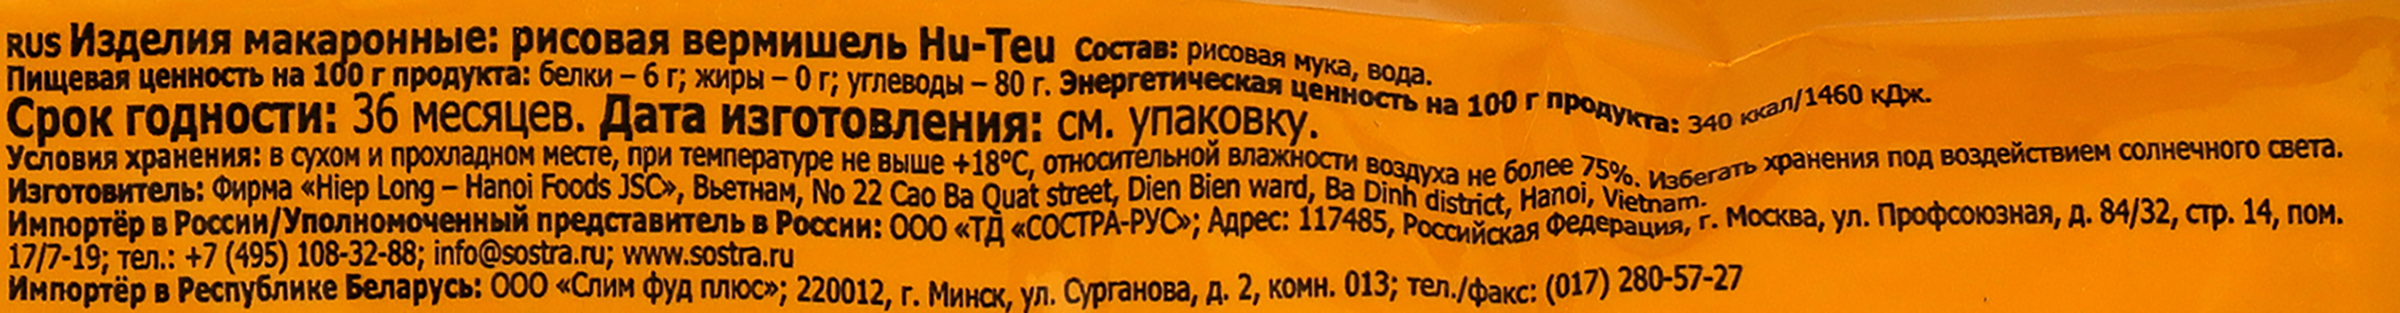 RUS Изделия макаронные: рисовая вермишель Hu-Teu Состав: рисовая мука, вода.
Пищевая ценность на 100 г продукта: белки – 6 г; жиры – 0 г; углеводы – 80 г. Энергетическая ценность на 100 г продукта: 340 ккал/1460 кДж.
Срок годности: 36 месяцев. Дата изготовления: см. упаковку.
Условия хранения: в сухом и прохладном месте, при температуре не выше +18°C, относительной влажности воздуха не более 75%. Избегать хранения под воздействием солнечного света.
Изготовитель: Фирма «Hiep Long – Hanoi Foods JSC», Вьетнам, No 22 Cao Ba Quat street, Dien Bien ward, Ba Dinh district, Hanoi, Vietnam.
Импортёр в России/Уполномоченный представитель в России: ООО «ТД «СОСТРА-РУС»; Адрес: 117485, Российская Федерация, г. Москва, ул. Профсоюзная, д. 84/32, стр. 14, пом.
17/7-19; тел.: +7 (495) 108-32-88; info@sostra.ru; www.sostra.ru
Импортёр в Республике Беларусь: ООО «Слим фуд плюс»; 220012, г. Минск, ул. Сурганова, д. 2, комн. 013; тел./факс: (017) 280-57-27